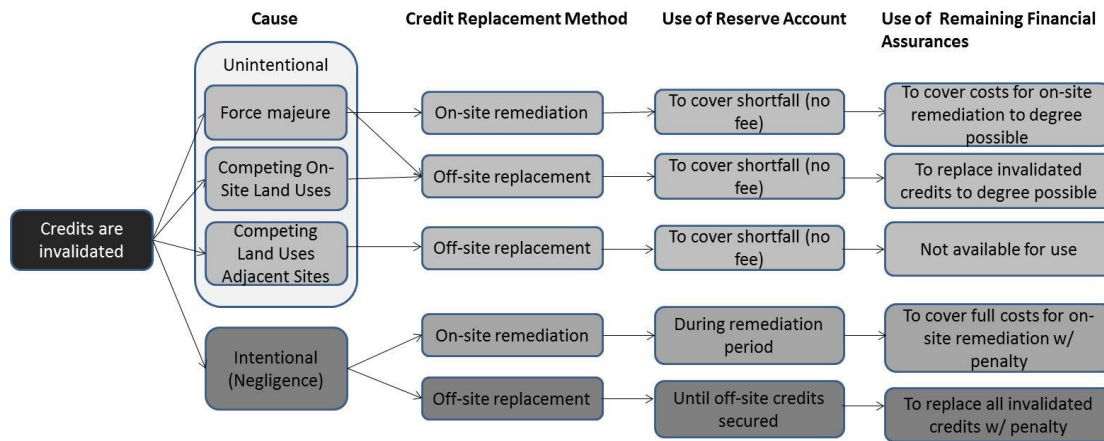 Cause
Credit Replacement Method
Use of Reserve Account
Use of  Remaining Financial
Assurances
Unintentional
Force majeure
On-site remediation
To cover shortfall (no
fee)
To cover costs for on-site
remediation to degree
possible
Competing On-
Site Land Uses
Off-site replacement
To cover shortfall (no
fee)
To replace invalidated
credits to degree possible
Credits are
invalidated
Competing
Land Uses
Adjacent Sites
Off-site replacement
To cover shortfall (no
fee)
Not available for use
Intentional
(Negligence)
On-site remediation
During remediation
period
To cover full costs for on-
site remediation w/
penalty
Off-site replacement
Until off-site credits
secured
To replace all invalidated
credits w/ penalty